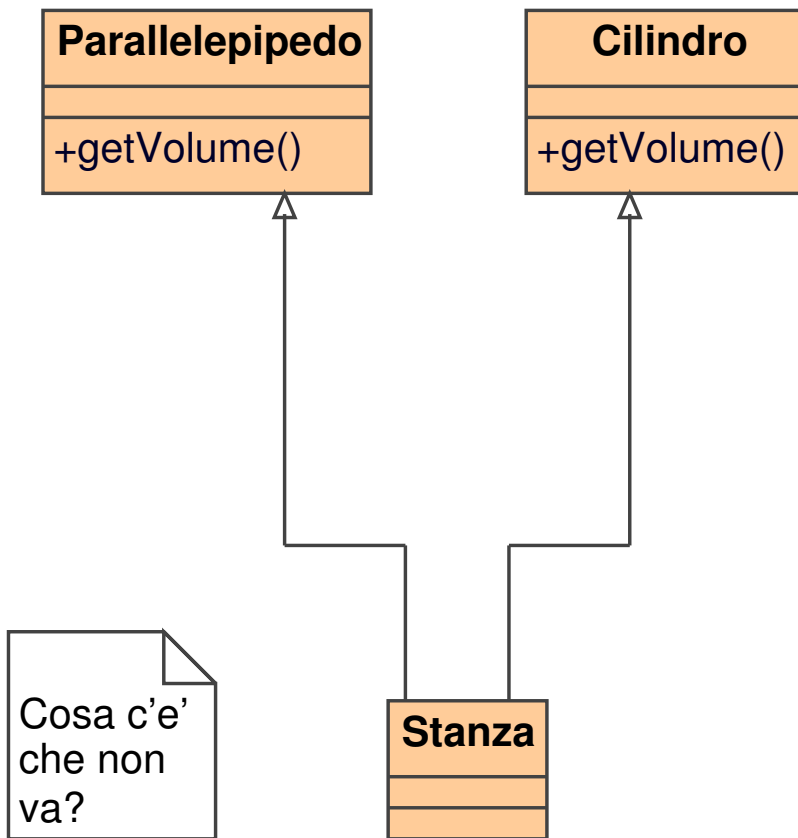 Parallelepipedo
+getVolume()
Cilindro
+getVolume()
Cosa c'e'
che non
va?
Stanza